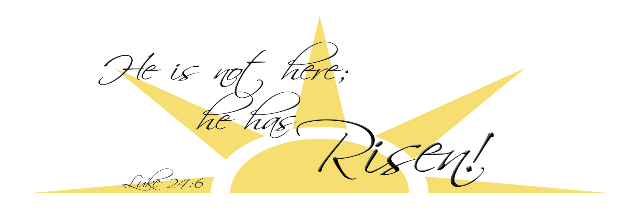 He is not here;
he has
Risen!
Luke 24:6